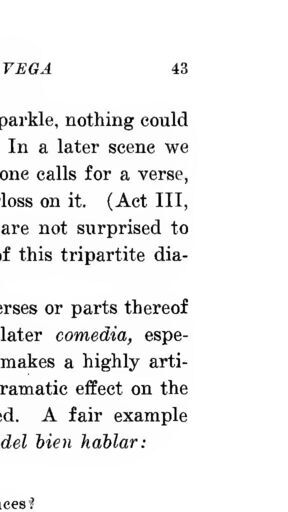 VEGA 43
parkle, nothing could
In a later scene we
one calls for a verse,
loss on it. (Act III,
are not surprised to
of this tripartite dia-
erses or parts thereof
later comedia, espe-
makes a highly arti-
ramatic effect on the
ed. A fair example
del bien hablar:
nces?